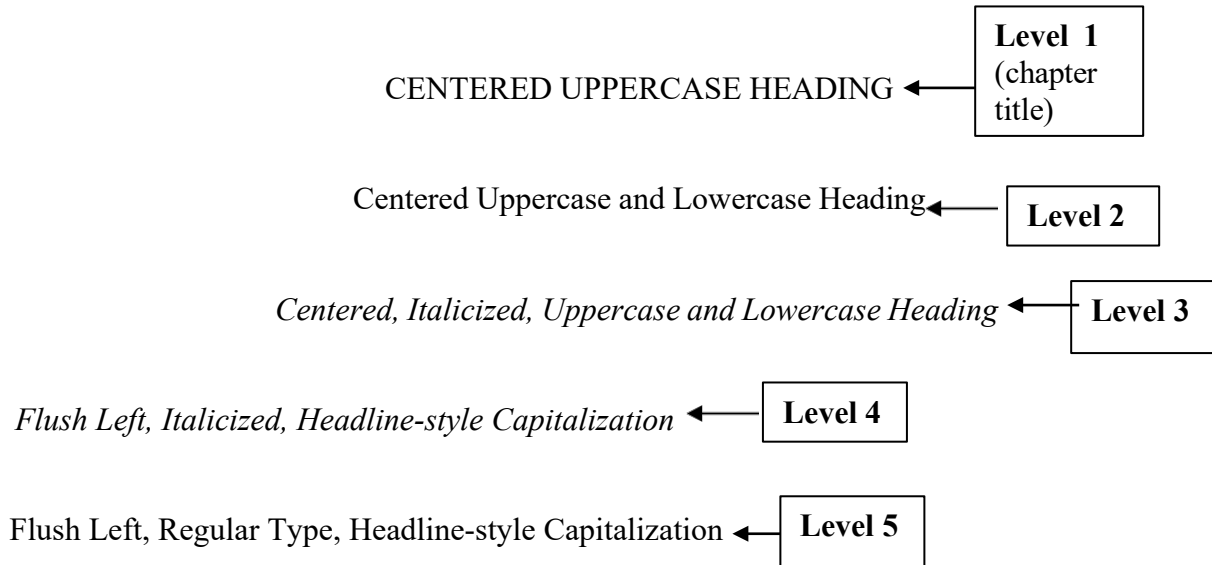 Level 1
(chapter
title)
CENTERED UPPERCASE HEADING
Centered Uppercase and Lowercase Heading
Level 2
Centered, Italicized, Uppercase and Lowercase Heading
Level 3
Flush Left, Italicized, Headline-style Capitalization
Level 4
Flush Left, Regular Type, Headline-style Capitalization
Level 5